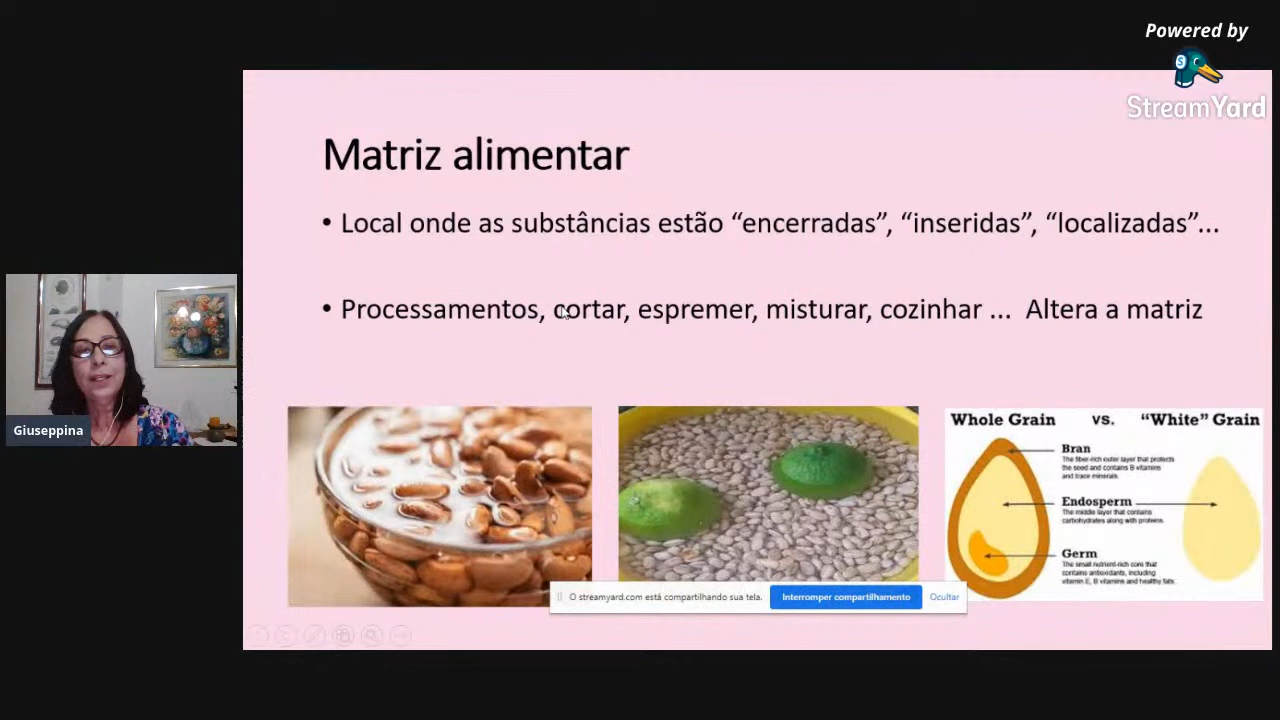 Powered by
StreamYard
Matriz alimentar
• Local onde as substâncias estão “encerradas”, “inseridas”, “localizadas”...
• Processamentos, cortar, espremer, misturar, cozinhar ... Altera a matriz
Giuseppina
Whole Grain vs. “White” Grain
Bran
The fiber-rich outer layer that protects
the seed and contains B vitamins
and trace minerals.
Endosperm
The middle layer that contains
carbohydrates along with proteins.
Germ
The small nutrient-rich core that
contains antioxidants, including
vitamin E, B vitamins and healthy fats.
O streamyard.com está compartilhando sua tela.
Interromper compartilhamento
Ocultar